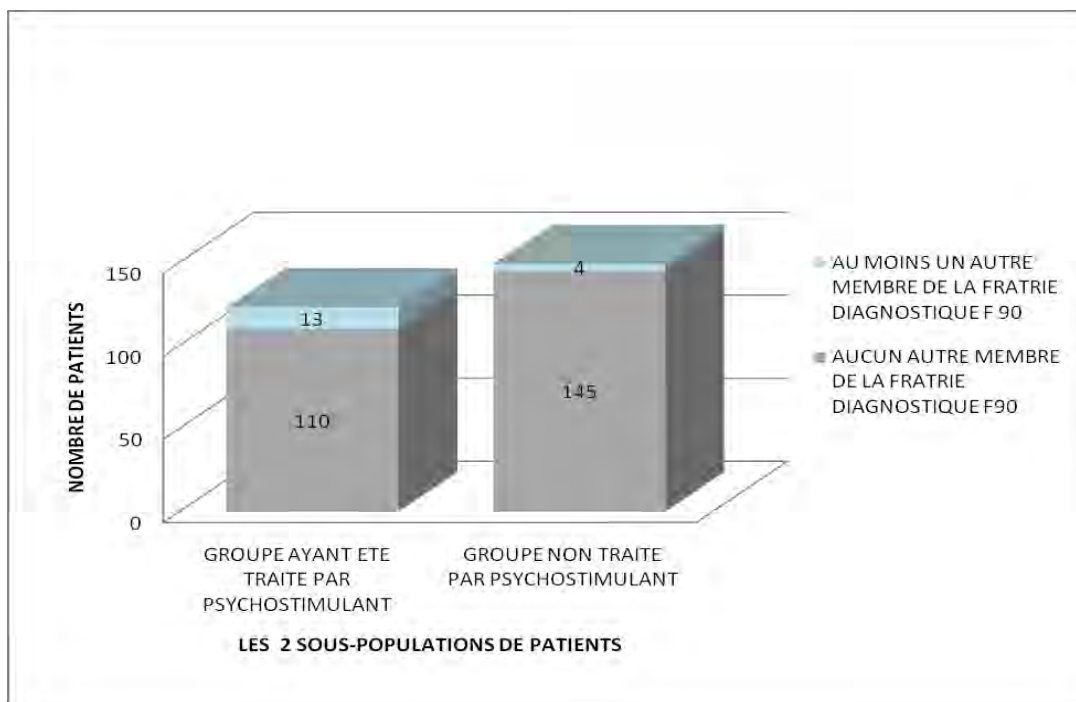 NOMBRE DE PATIENTS
150
100
50
0
13
110
4
145
GROUPE AYANT ETE
TRAITE PAR
PSYCHOSTIMULANT
GROUPE NON TRAITE
PAR PSYCHOSTIMULANT
LES 2 SOUS-POPULATIONS DE PATIENTS
AU MOINS UN AUTRE
MEMBRE DE LA FRATRIE
DIAGNOSTIQUE F 90
AUCUN AUTRE MEMBRE
DE LA FRATRIE
DIAGNOSTIQUE F90